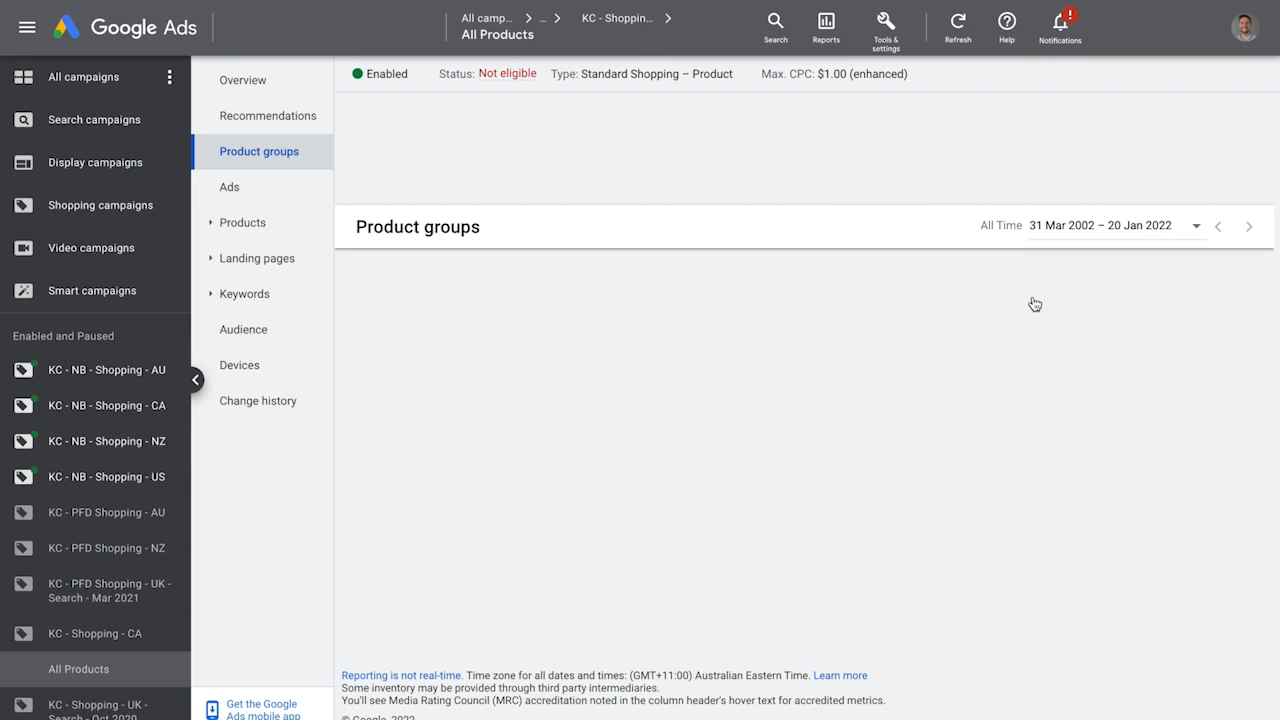 Google Ads
All camp...
...
KC - Shoppin...
All Products
Search
Reports
Tools &
settings
Refresh
Help
!
Notifications
All campaigns
Search campaigns
Display campaigns
Shopping campaigns
Video campaigns
Smart campaigns
Enabled and Paused
KC - NB - Shopping - AU
KC - NB - Shopping - CA
KC - NB - Shopping - NZ
KC - NB - Shopping - US
KC - PFD Shopping - AU
KC - PFD Shopping - NZ
KC - PFD Shopping - UK -
Search - Mar 2021
KC - Shopping - CA
All Products
KC - Shopping - UK -
Search - Oct 2020
Overview
Recommendations
Product groups
Ads
Products
Landing pages
Keywords
Audience
Devices
Change history
Get the Google
Ads mobile app
Enabled Status: Not eligible Type: Standard Shopping – Product Max. CPC: $1.00 (enhanced)
Product groups
All Time 31 Mar 2002 – 20 Jan 2022
Reporting is not real-time. Time zone for all dates and times: (GMT+11:00) Australian Eastern Time. Learn more
Some inventory may be provided through third party intermediaries.
You'll see Media Rating Council (MRC) accreditation noted in the column header's hover text for accredited metrics.
© Google, 2022.